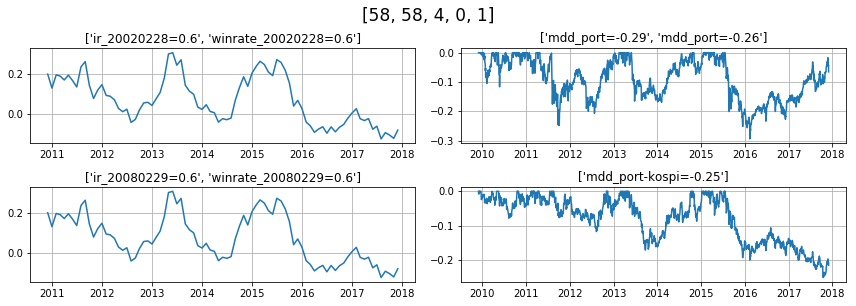 [58, 58, 4, 0, 1]
['ir_20020228=0.6', 'winrate_20020228=0.6']
0.2
0.0
2011 2012 2013 2014 2015 2016 2017 2018
['mdd_port=-0.29', 'mdd_port=-0.26']
0.0
−0.1
−0.2
−0.3
2010 2011 2012 2013 2014 2015 2016 2017 2018
['ir_20080229=0.6', 'winrate_20080229=0.6']
0.2
0.0
2011 2012 2013 2014 2015 2016 2017 2018
['mdd_port-kospi=-0.25']
0.0
−0.1
−0.2
2010 2011 2012 2013 2014 2015 2016 2017 2018